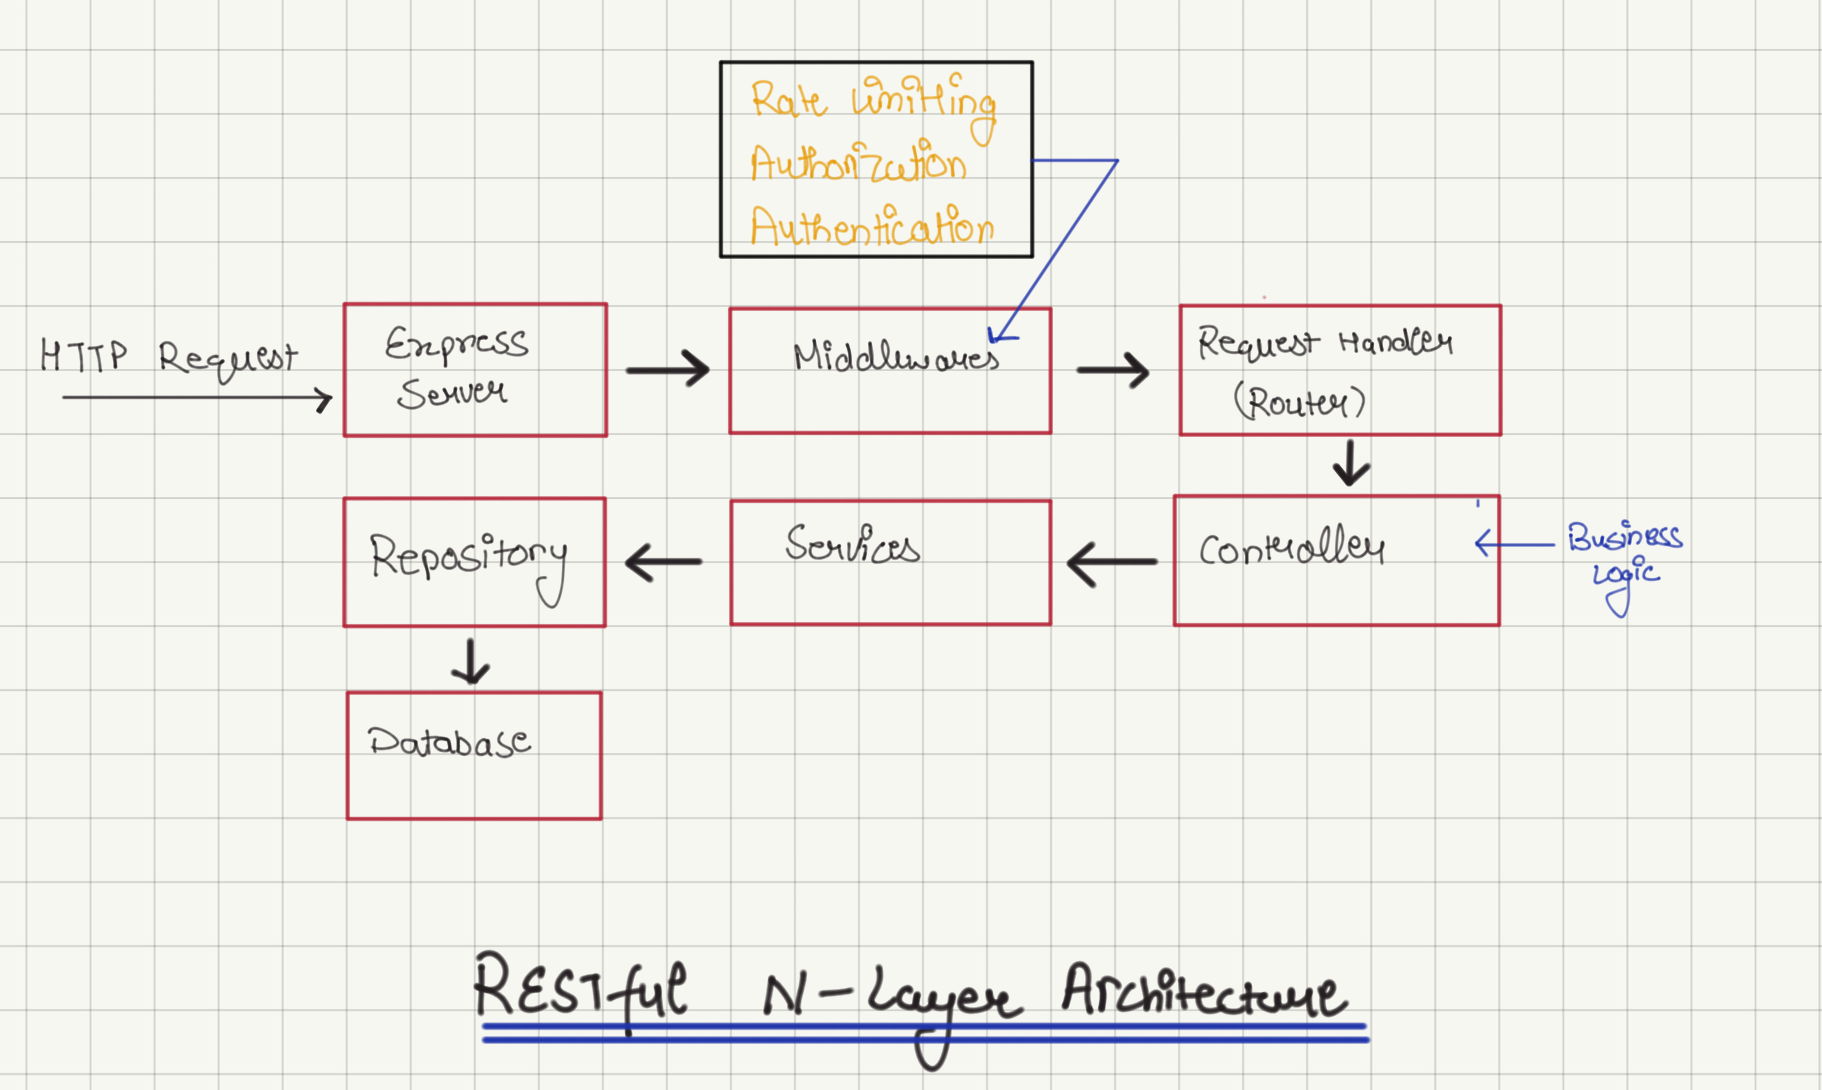 Rate Limitting
Authorization
Authentication
HTTP Request
Express
Server
Middlewares
Request Handler
(Router)
Repository
Services
Controller
Business
Logic
Database
RESTful N-Layer Architecture